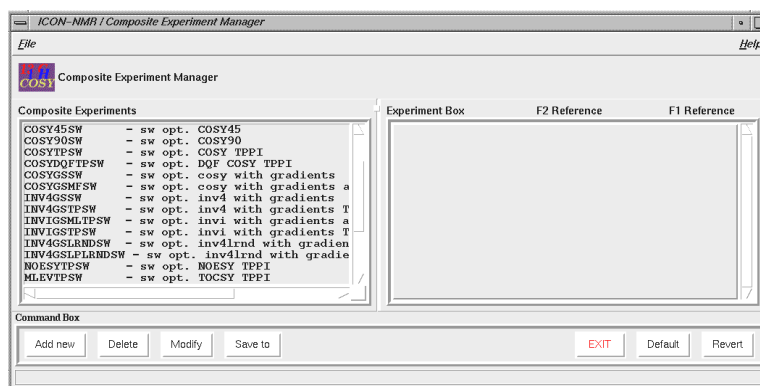 ICON-NMR / Composite Experiment Manager
File Help
1H
COSY
Composite Experiment Manager
Composite Experiments
Experiment Box F2 Reference F1 Reference
COSY45SW - sw opt. COSY45
COSY90SW - sw opt. COSY90
COSYTPSW - sw opt. COSY TPPI
COSYDQFTPSW - sw opt. DQF COSY TPPI
COSYGSSW - sw opt. cosy with gradients
COSYGSMFSW - sw opt. cosy with gradients a
INV4GSSW - sw opt. inv4 with gradients
INV4GSTPSW - sw opt. inv4 with gradients T
INVIGSMLTPSW - sw opt. invi with gradients a
INVIGSTPSW - sw opt. invi with gradients T
INV4GSLRNDSW - sw opt. inv4lrnd with gradien
INV4GSLPLRNDSW - sw opt. inv4lrnd with gradie
NOESYTPSW - sw opt. NOESY TPPI
MLEVTPSW - sw opt. TOCSY TPPI
Command Box
Add new Delete Modify Save to EXIT Default Revert